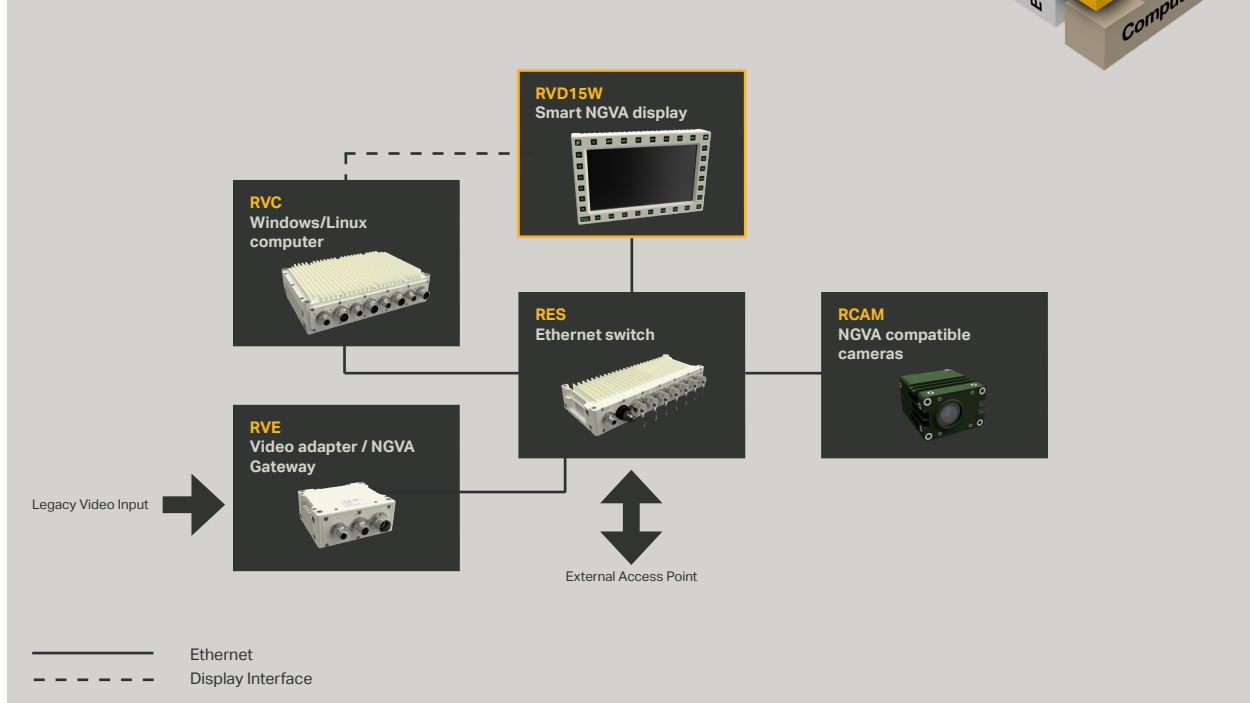 RVD15W
Smart NGVA display
RVC
Windows/Linux
computer
RES
Ethernet switch
RCAM
NGVA compatible
cameras
RVE
Video adapter / NGVA
Gateway
Legacy Video Input
External Access Point
Ethernet
Display Interface